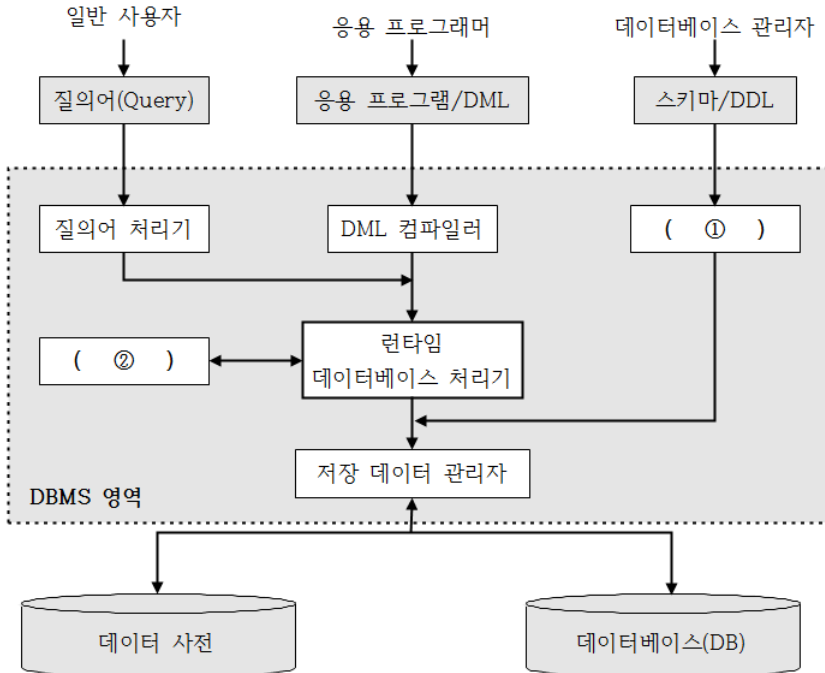 일반 사용자
응용 프로그래머
데이터베이스 관리자
질의어(Query)
응용 프로그램/DML
스키마/DDL
질의어 처리기
DML 컴파일러
( ① )
( ② )
런타임
데이터베이스 처리기
저장 데이터 관리자
DBMS 영역
데이터 사전
데이터베이스(DB)